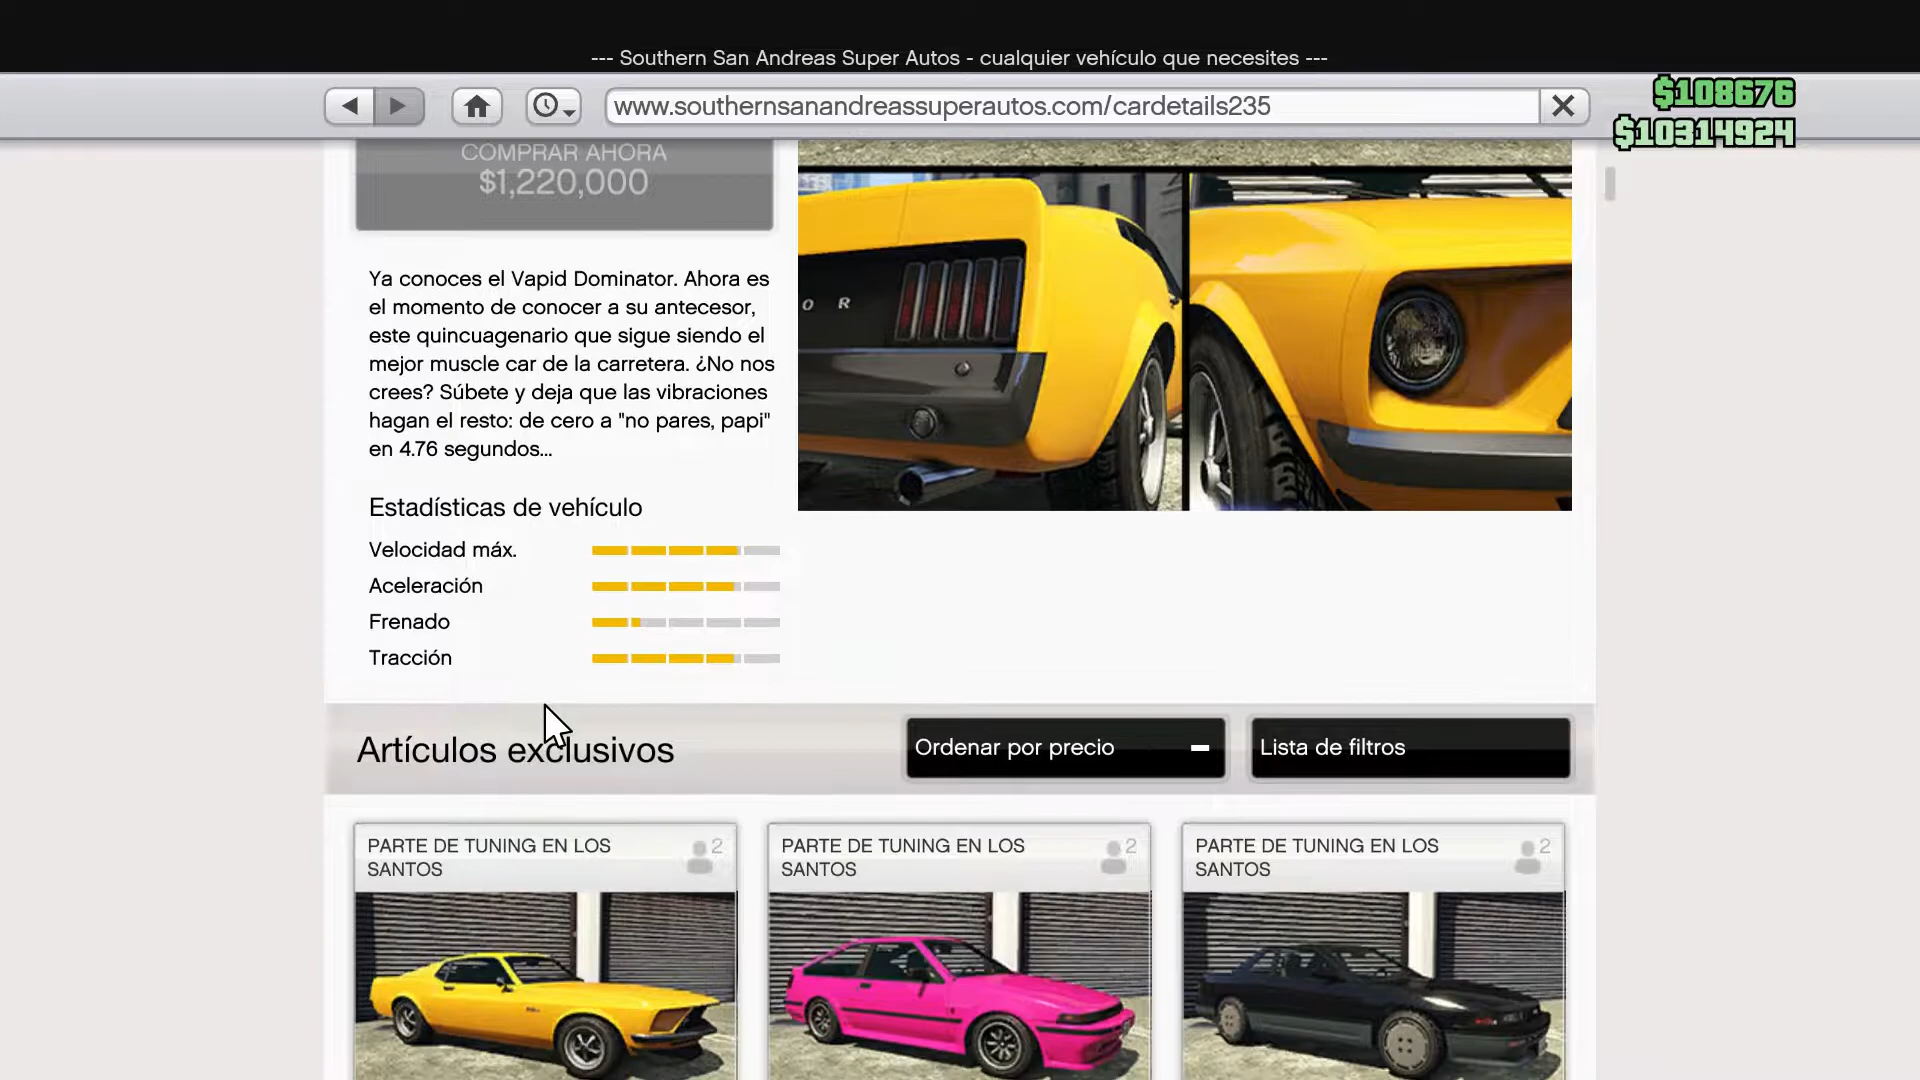 --- Southern San Andreas Super Autos - cualquier vehículo que necesites ---
www.southernsanandreassuperautos.com/cardetails235
$108676
$10314924
COMPRAR AHORA
$1,220,000
O R
Ya conoces el Vapid Dominator. Ahora es
el momento de conocer a su antecesor,
este quincuagenario que sigue siendo el
mejor muscle car de la carretera. ¿No nos
crees? Súbete y deja que las vibraciones
hagan el resto: de cero a "no pares, papi"
en 4.76 segundos...
Estadísticas de vehículo
Velocidad máx.
Aceleración
Frenado
Tracción
Artículos exclusivos
Ordenar por precio
Lista de filtros
PARTE DE TUNING EN LOS
SANTOS
2
PARTE DE TUNING EN LOS
SANTOS
2
PARTE DE TUNING EN LOS
SANTOS
2